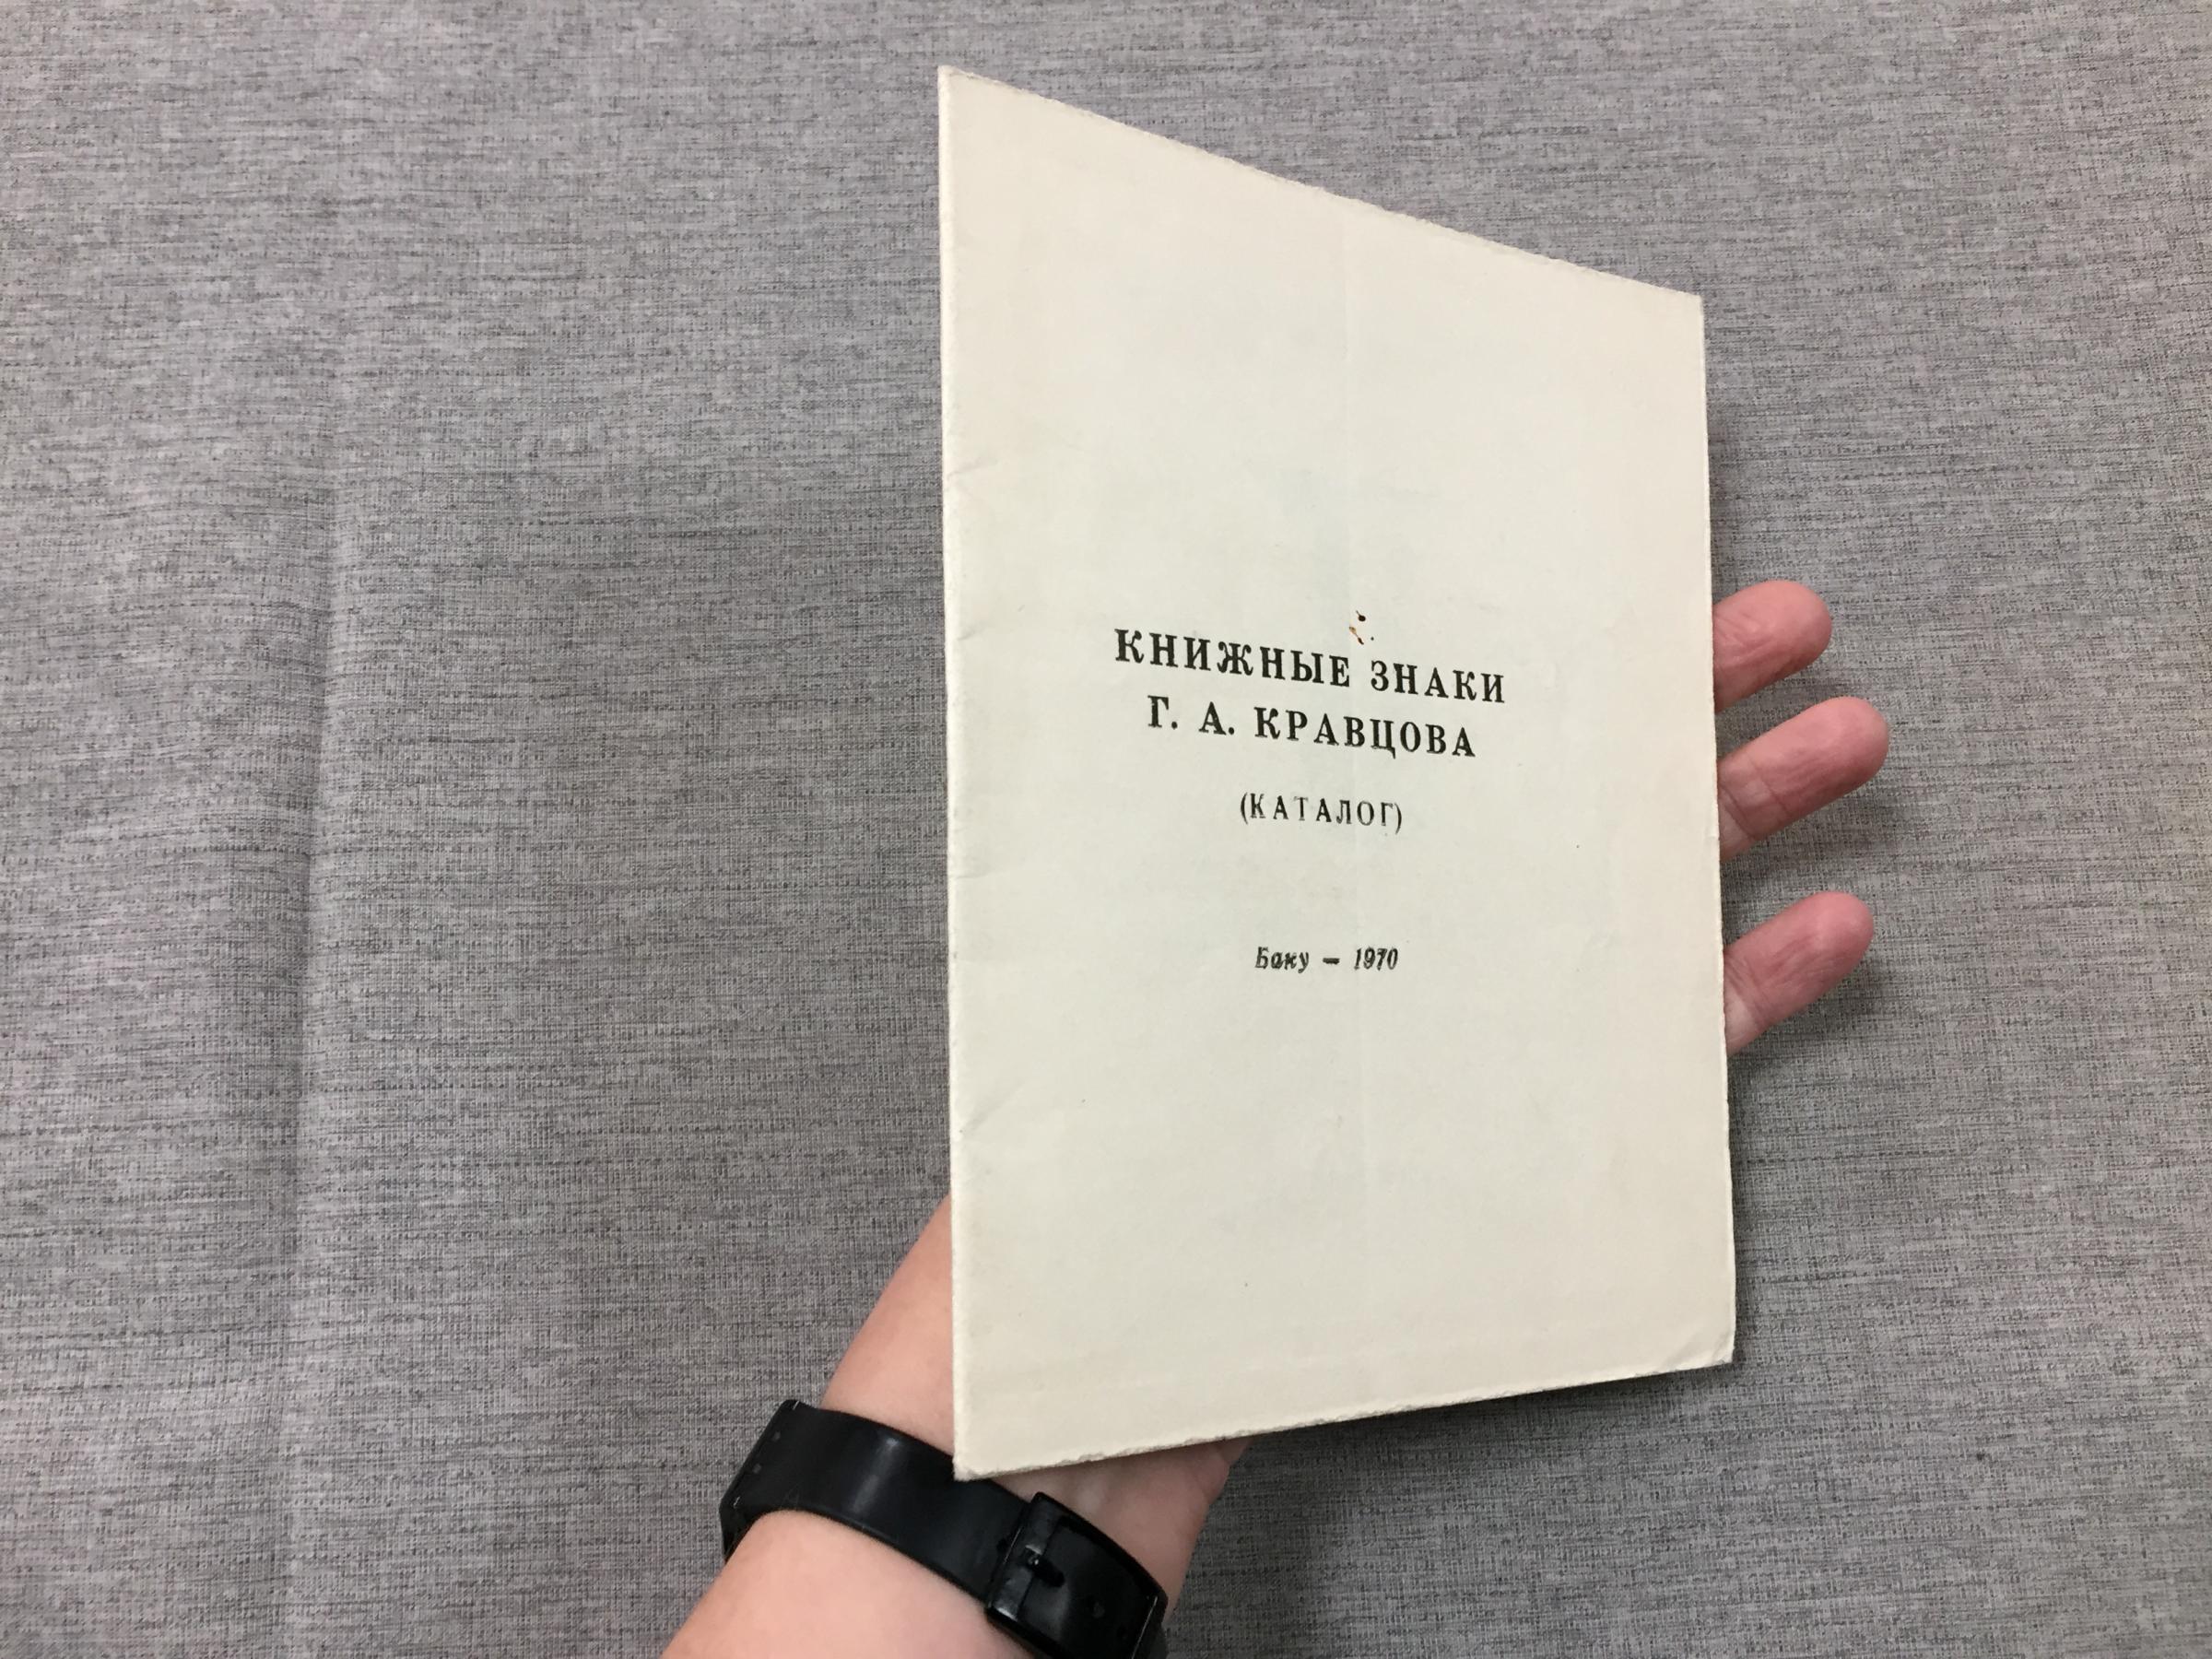 КНИЖНЫЕ ЗНАКИ
Г. А. КРАВЦОВА
(КАТАЛОГ)
Баку — 1970